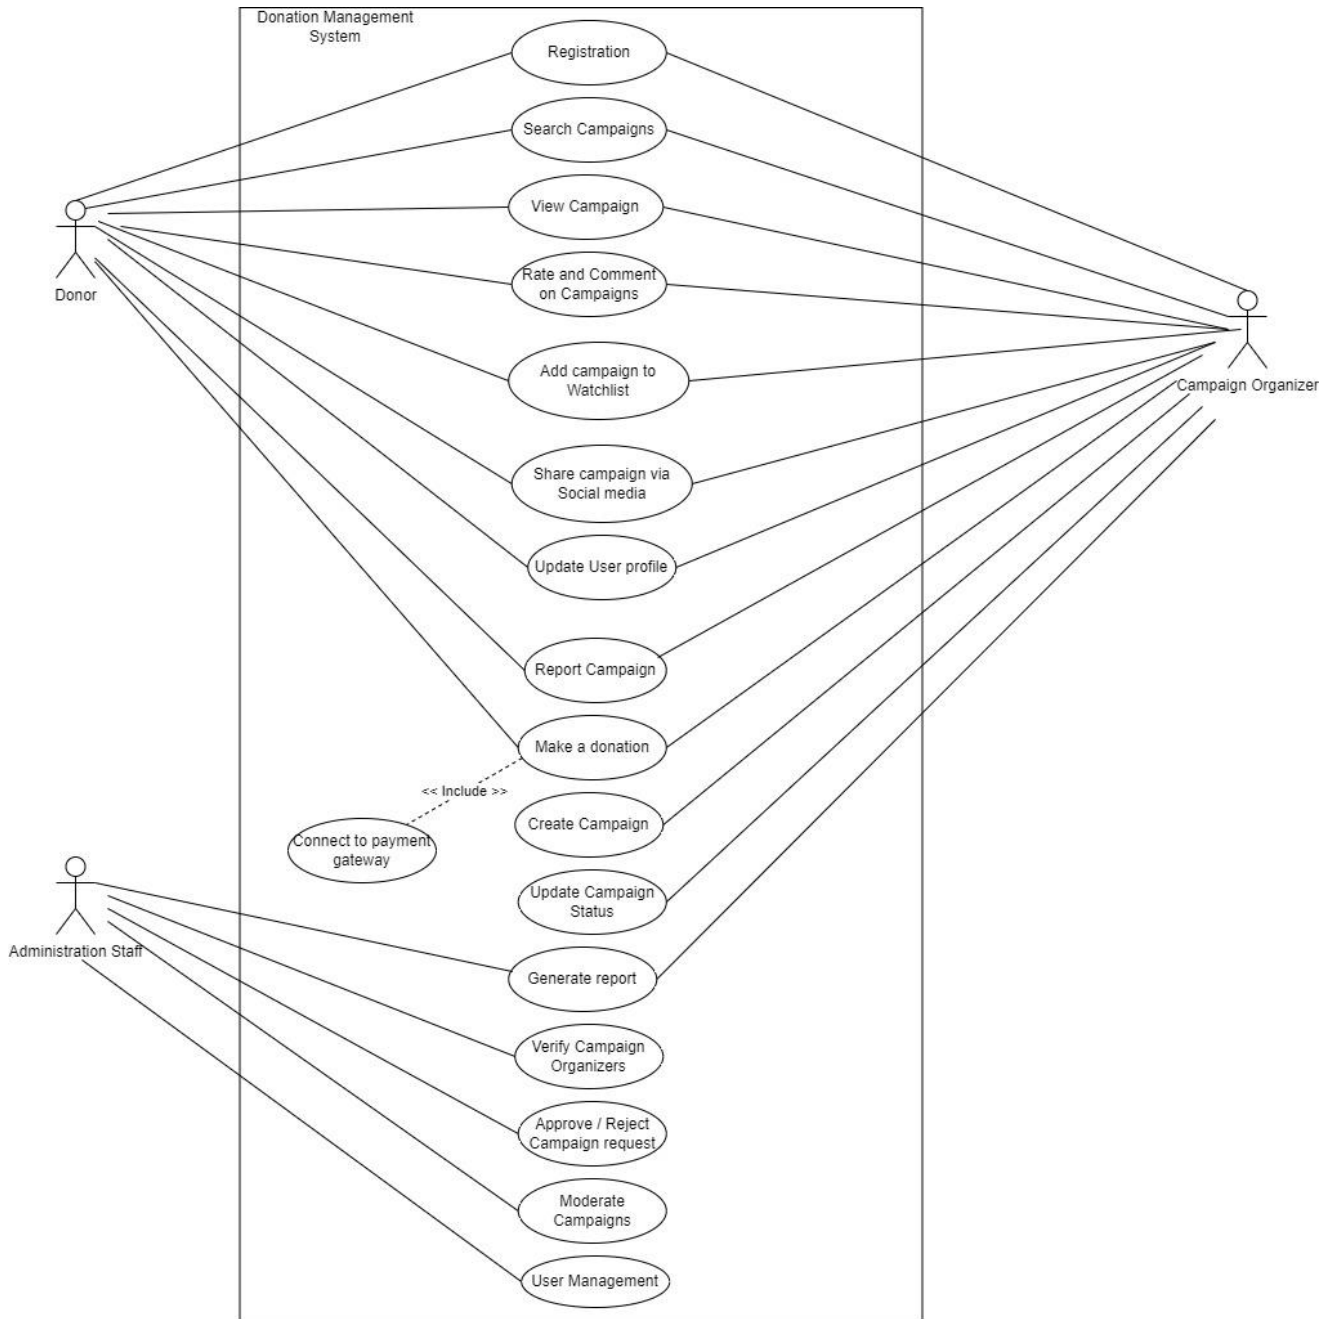 Donation Management
System
Registration
Search Campaigns
View Campaign
Rate and Comment
on Campaigns
Donor
Add campaign to
Watchlist
Campaign Organizer
Share campaign via
Social media
Update User profile
Report Campaign
Make a donation
<< Include >>
Create Campaign
Connect to payment
gateway
Update Campaign
Status
Administration Staff
Generate report
Verify Campaign
Organizers
Approve / Reject
Campaign request
Moderate
Campaigns
User Management